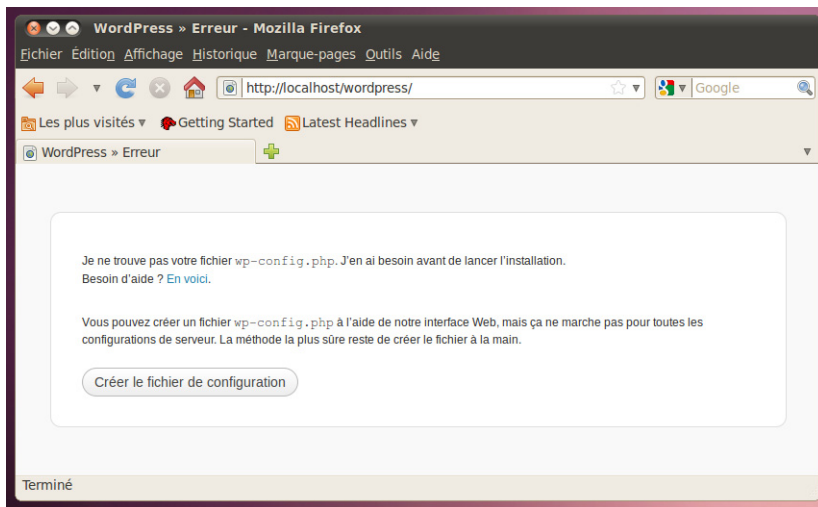 WordPress » Erreur - Mozilla Firefox
Fichier Édition Affichage Historique Marque-pages Outils Aide
http://localhost/wordpress/ Google
Les plus visités Getting Started Latest Headlines
WordPress » Erreur
Je ne trouve pas votre fichier wp-config.php. J'en ai besoin avant de lancer l'installation.
Besoin d'aide ? En voici.
Vous pouvez créer un fichier wp-config.php à l'aide de notre interface Web, mais ça ne marche pas pour toutes les
configurations de serveur. La méthode la plus sûre reste de créer le fichier à la main.
Créer le fichier de configuration
Terminé